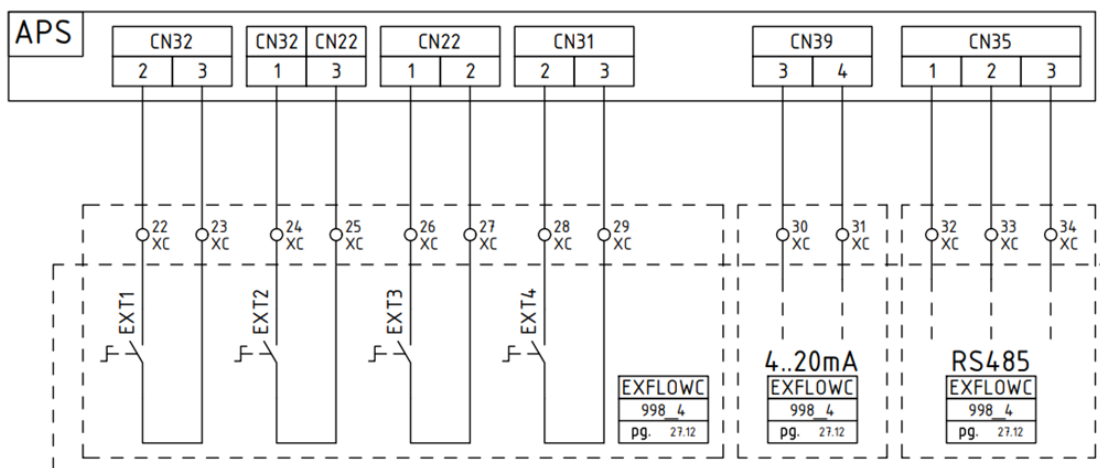 APS
CN32 CN32 CN22 CN22 CN31 CN39 CN35
2 3 1 3 1 2 2 3 3 4 1 2 3
22 23 24 25 26 27 28 29 30 31 32 33 34
XC XC XC XC XC XC XC XC XC XC XC XC XC
EXT1 EXT2 EXT3 EXT4
4..20mA RS485
EXFLOWC EXFLOWC EXFLOWC
998_4 998_4 998_4
pg. 27.12 pg. 27.12 pg. 27.12